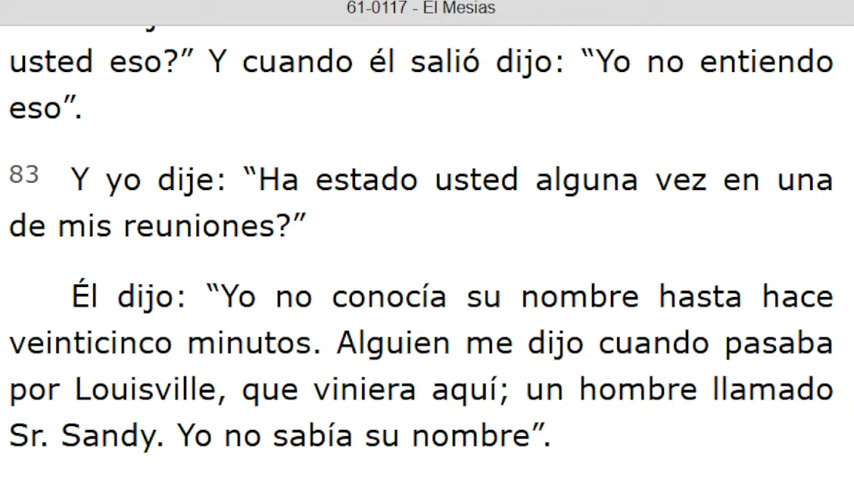 61-0117 - El Mesias
usted eso?” Y cuando él salió dijo: “Yo no entiendo
eso”.
83 Y yo dije: “Ha estado usted alguna vez en una
de mis reuniones?”
Él dijo: “Yo no conocía su nombre hasta hace
veinticinco minutos. Alguien me dijo cuando pasaba
por Louisville, que viniera aquí; un hombre llamado
Sr. Sandy. Yo no sabía su nombre”.